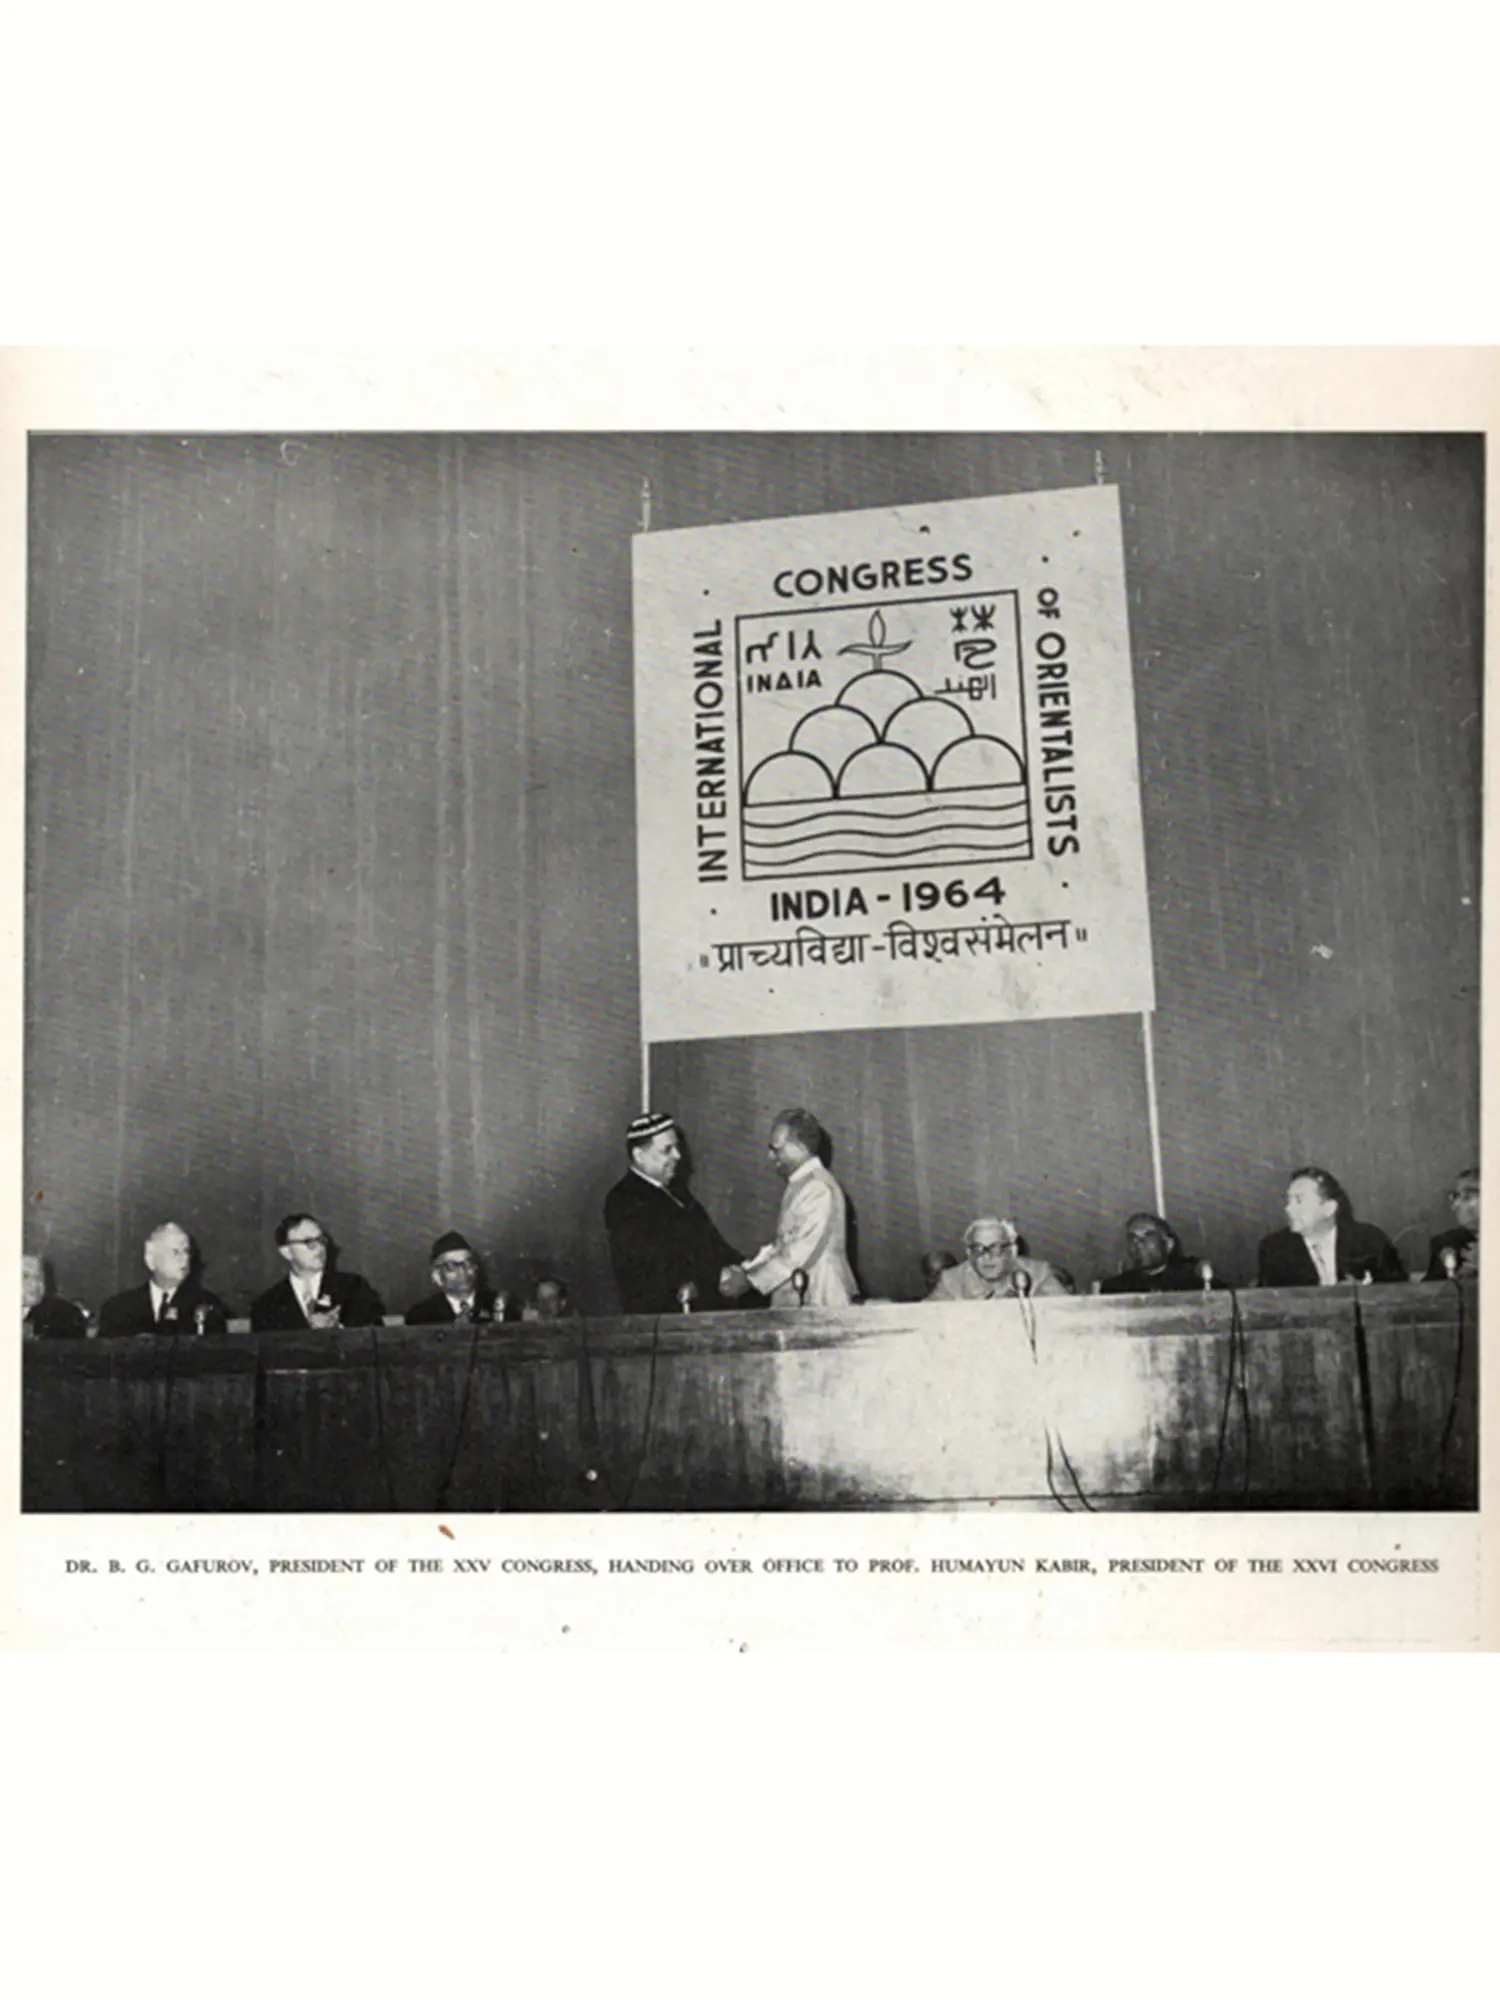 CONGRESS
INTERNATIONAL
OF ORIENTALISTS
INDIA
INDIA - 1964
॥ प्राच्यविद्या-विश्वसंमेलन ॥
DR. B. G. GAFUROV, PRESIDENT OF THE XXV CONGRESS, HANDING OVER OFFICE TO PROF. HUMAYUN KABIR, PRESIDENT OF THE XXVI CONGRESS